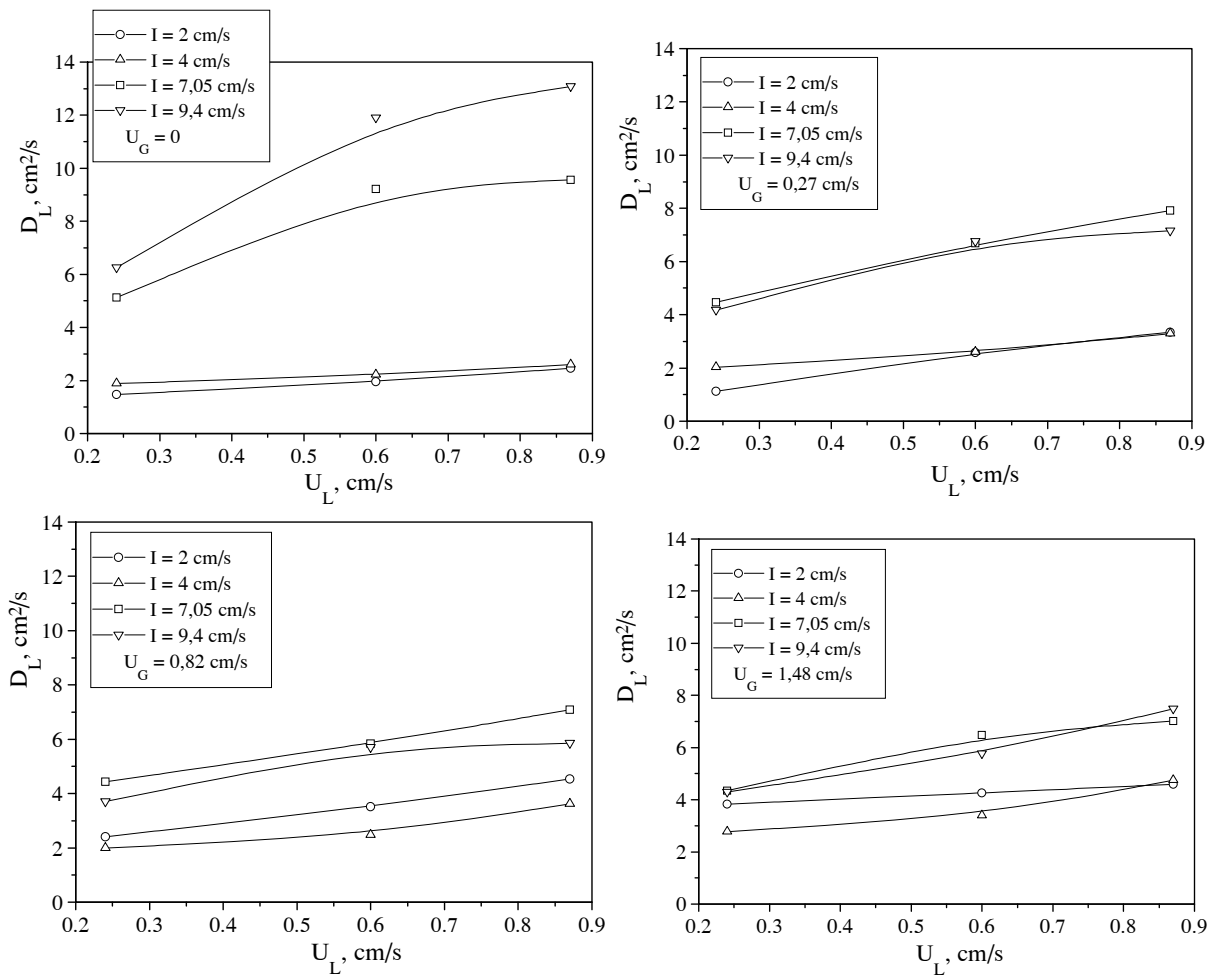 I = 2 cm/s
I = 4 cm/s
I = 7,05 cm/s
I = 9,4 cm/s
U_G = 0
14
12
10
8
6
4
2
0
D_L, cm²/s
0.2 0.3 0.4 0.5 0.6 0.7 0.8 0.9
U_L, cm/s
I = 2 cm/s
I = 4 cm/s
I = 7,05 cm/s
I = 9,4 cm/s
U_G = 0,27 cm/s
14
12
10
8
6
4
2
0
D_L, cm²/s
0.2 0.3 0.4 0.5 0.6 0.7 0.8 0.9
U_L, cm/s
I = 2 cm/s
I = 4 cm/s
I = 7,05 cm/s
I = 9,4 cm/s
U_G = 0,82 cm/s
14
12
10
8
6
4
2
0
D_L, cm²/s
0.2 0.3 0.4 0.5 0.6 0.7 0.8 0.9
U_L, cm/s
I = 2 cm/s
I = 4 cm/s
I = 7,05 cm/s
I = 9,4 cm/s
U_G = 1,48 cm/s
14
12
10
8
6
4
2
0
D_L, cm²/s
0.2 0.3 0.4 0.5 0.6 0.7 0.8 0.9
U_L, cm/s